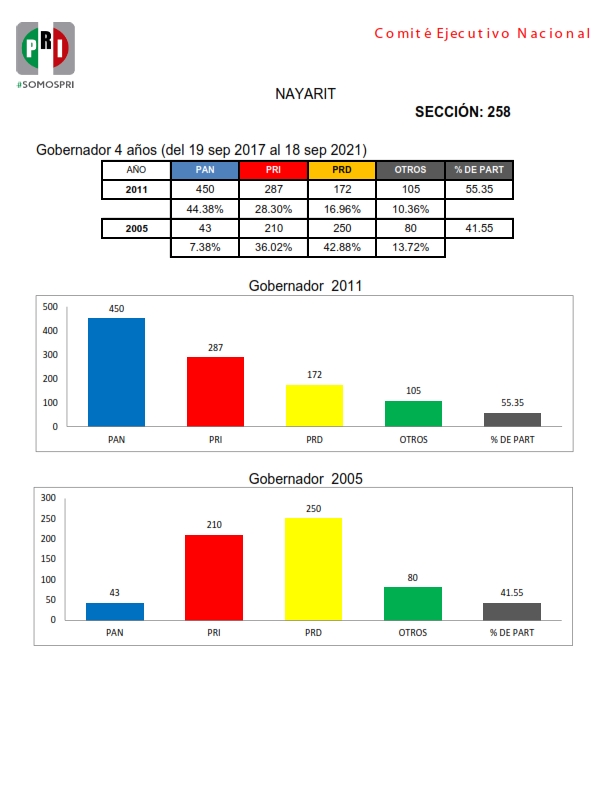 Comité Ejecutivo Nacional
PRI
#SOMOSPRI
NAYARIT
SECCIÓN: 258
Gobernador 4 años (del 19 sep 2017 al 18 sep 2021)
AÑO PAN PRI PRD OTROS % DE PART
2011 450 287 172 105 55.35
44.38% 28.30% 16.96% 10.36%
2005 43 210 250 80 41.55
7.38% 36.02% 42.88% 13.72%
Gobernador 2011
500
400
300
200
100
0
450
287
172
105
55.35
PAN PRI PRD OTROS % DE PART
Gobernador 2005
300
250
200
150
100
50
0
43
210
250
80
41.55
PAN PRI PRD OTROS % DE PART